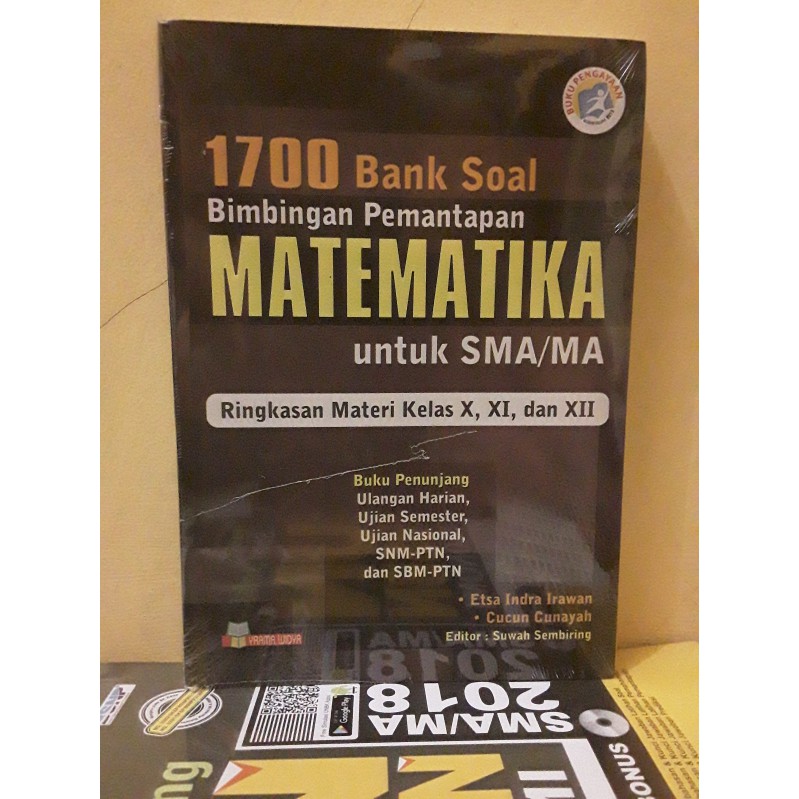 BUKU PENGAYAAN
1700 Bank Soal
Bimbingan Pemantapan
MATEMATIKA
untuk SMA/MA
Ringkasan Materi Kelas X, XI, dan XII
Buku Penunjang
Ulangan Harian,
Ujian Semester,
Ujian Nasional,
SNM-PTN,
dan SBM-PTN
• Etsa Indra Irawan
• Cucun Cunayah
Editor : Suwah Sembiring
YRAMA WIDYA
SMA/MA
2018
Google Play
BONUS